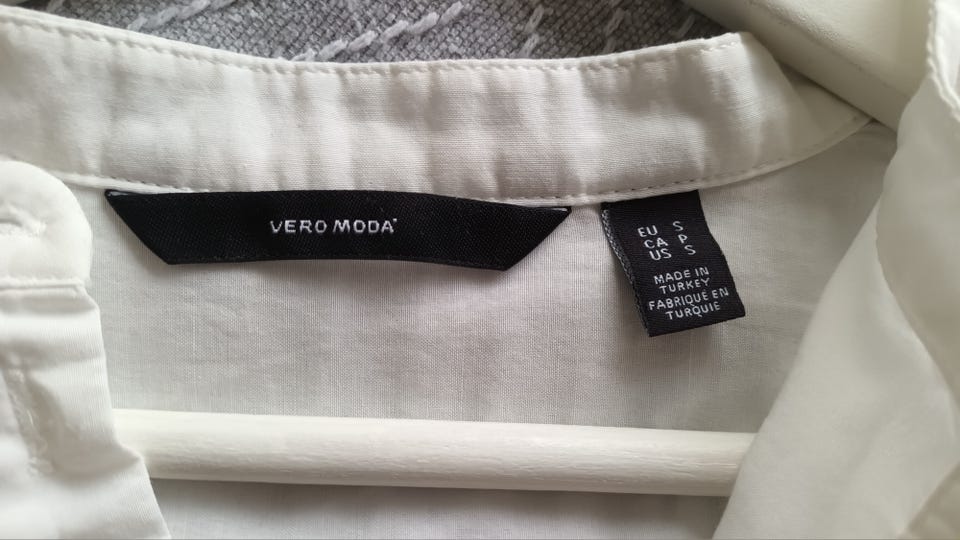 VERO MODA
EU S
CA P
US S
MADE IN
TURKEY
FABRIQUÉ EN
TURQUIE